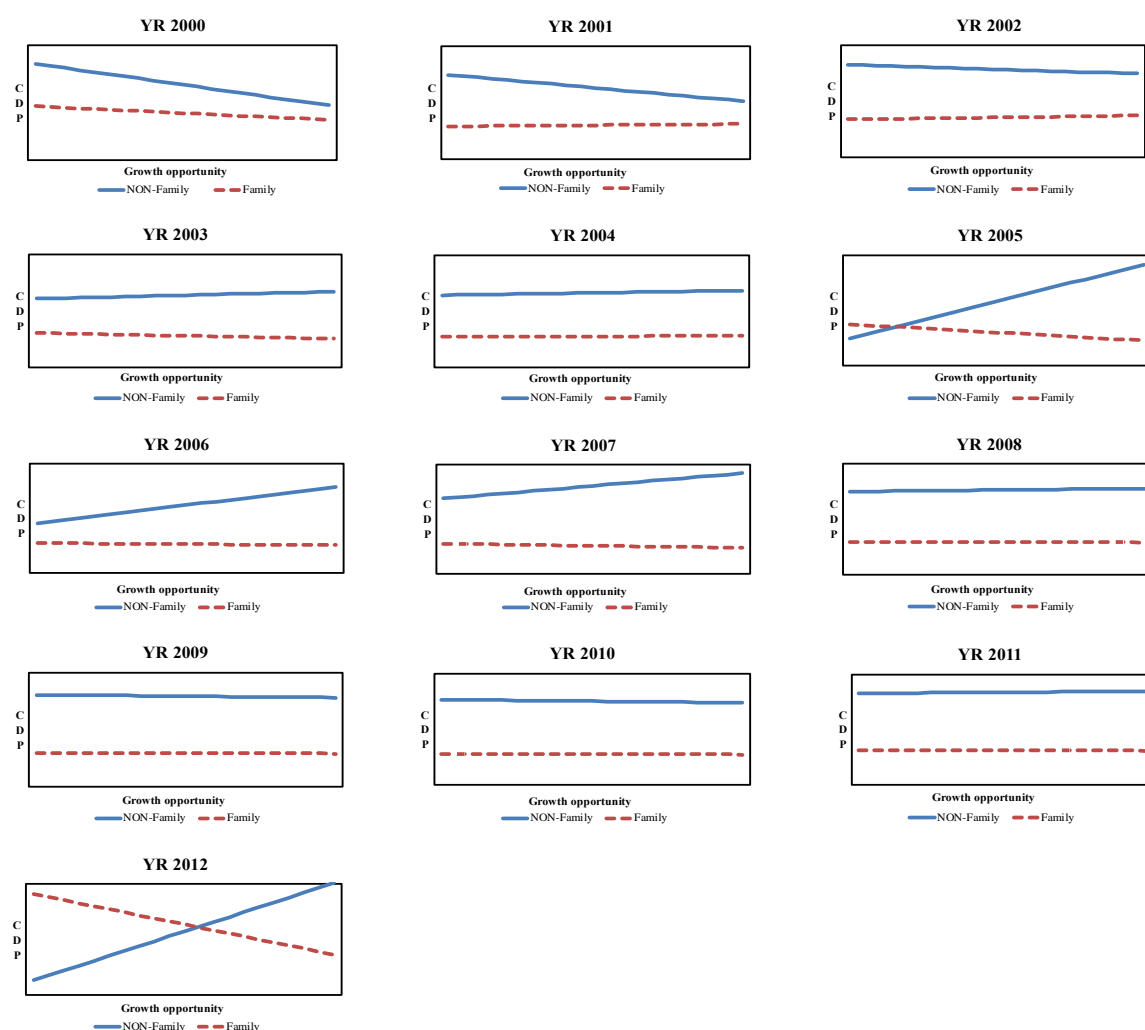 YR 2000
C
D
P
Growth opportunity
NON-Family Family
YR 2001
C
D
P
Growth opportunity
NON-Family Family
YR 2002
C
D
P
Growth opportunity
NON-Family Family
YR 2003
C
D
P
Growth opportunity
NON-Family Family
YR 2004
C
D
P
Growth opportunity
NON-Family Family
YR 2005
C
D
P
Growth opportunity
NON-Family Family
YR 2006
C
D
P
Growth opportunity
NON-Family Family
YR 2007
C
D
P
Growth opportunity
NON-Family Family
YR 2008
C
D
P
Growth opportunity
NON-Family Family
YR 2009
C
D
P
Growth opportunity
NON-Family Family
YR 2010
C
D
P
Growth opportunity
NON-Family Family
YR 2011
C
D
P
Growth opportunity
NON-Family Family
YR 2012
C
D
P
Growth opportunity
NON-Family Family